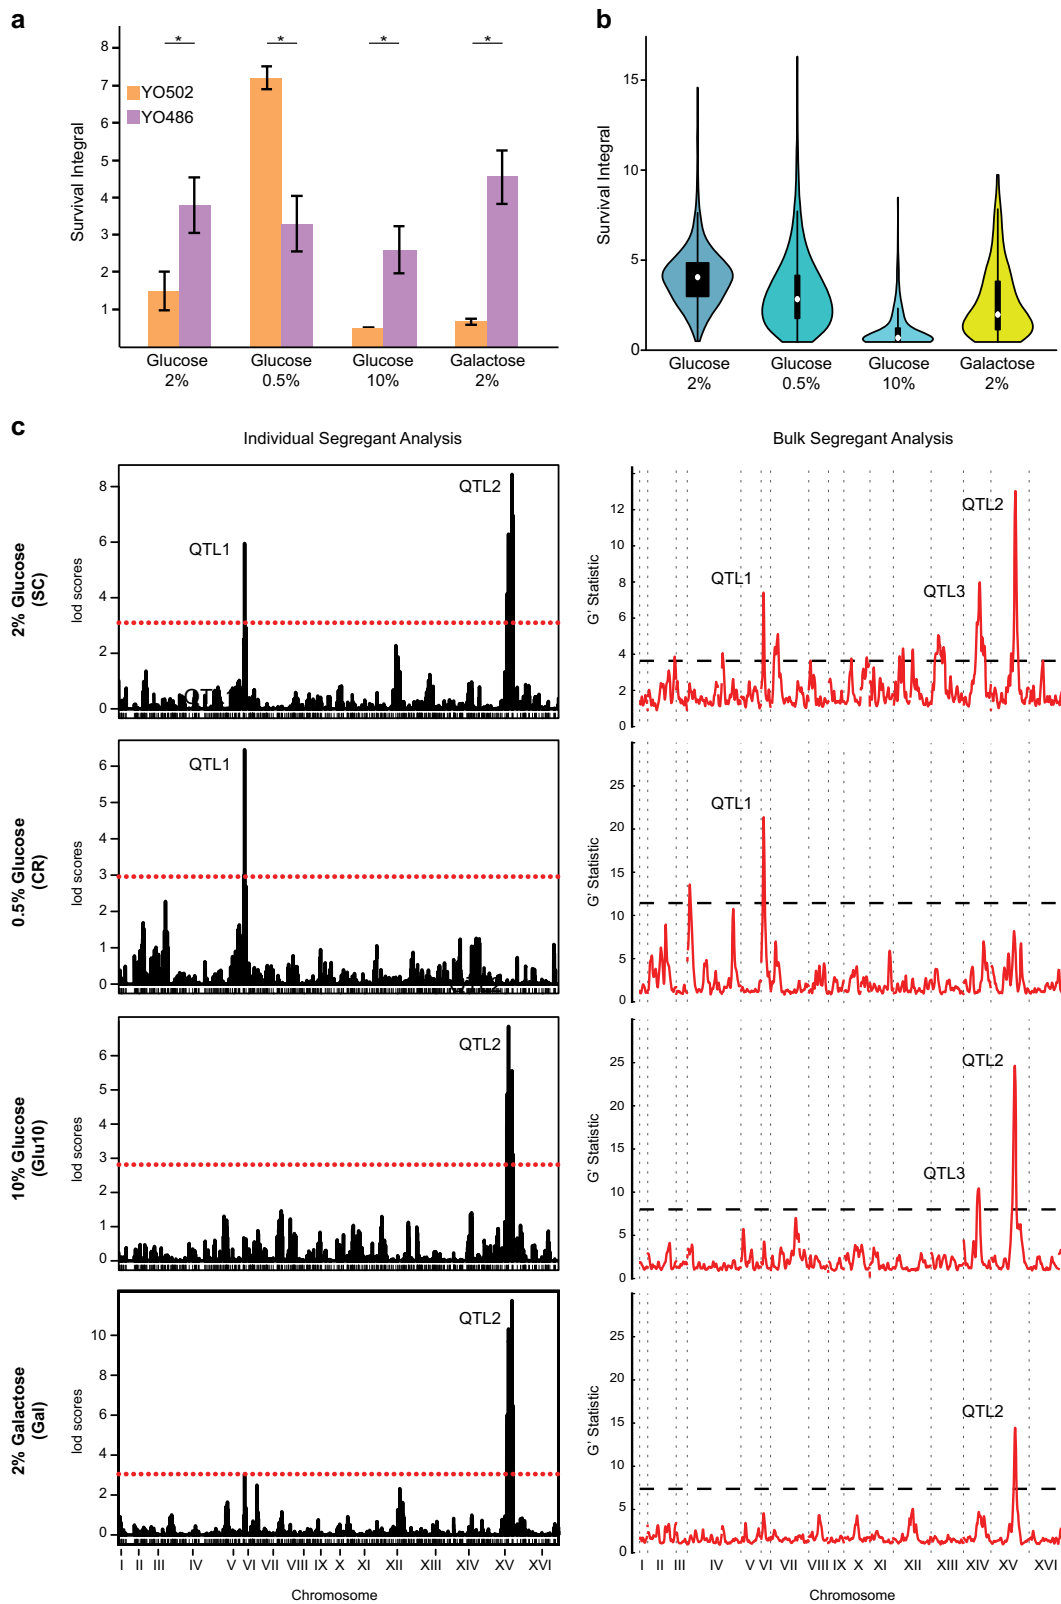 a
8
7
6
5
4
3
2
1
Survival Integral
YO502
YO486
*
*
*
*
Glucose
2%
Glucose
0.5%
Glucose
10%
Galactose
2%
b
15
10
5
0
Survival Integral
Glucose
2%
Glucose
0.5%
Glucose
10%
Galactose
2%
c
Individual Segregant Analysis
Bulk Segregant Analysis
2% Glucose
(SC)
lod scores
8
6
4
2
0
QTL1
QTL2
QTL1
G' Statistic
12
10
8
6
4
2
0
QTL1
QTL3
QTL2
0.5% Glucose
(CR)
lod scores
6
5
4
3
2
1
0
QTL1
QTL2
G' Statistic
25
20
15
10
5
0
QTL1
10% Glucose
(Glu10)
lod scores
6
5
4
3
2
1
0
QTL2
G' Statistic
25
20
15
10
5
0
QTL3
QTL2
2% Galactose
(Gal)
lod scores
10
8
6
4
2
0
QTL2
I II III IV V VI VII VIII IX X XI XII XIII XIV XV XVI
Chromosome
G' Statistic
25
20
15
10
5
0
QTL2
I II III IV V VI VII VIII IX X XI XII XIII XIV XV XVI
Chromosome